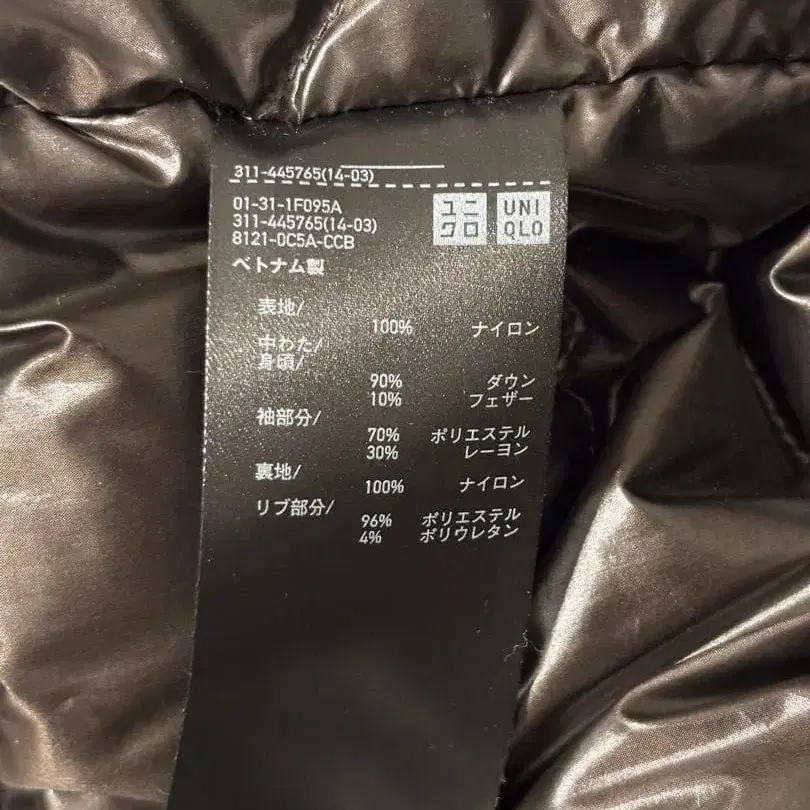 311-445765(14-03)
01-31-1F095A
311-445765(14-03)
8121-0C5A-CCB
ユニ
クロ
UNI
QLO
ベトナム製
表地/
100% ナイロン
中わた/
身頃/
90% ダウン
10% フェザー
袖部分/
70% ポリエステル
30% レーヨン
裏地/
100% ナイロン
リブ部分/
96% ポリエステル
4% ポリウレタン